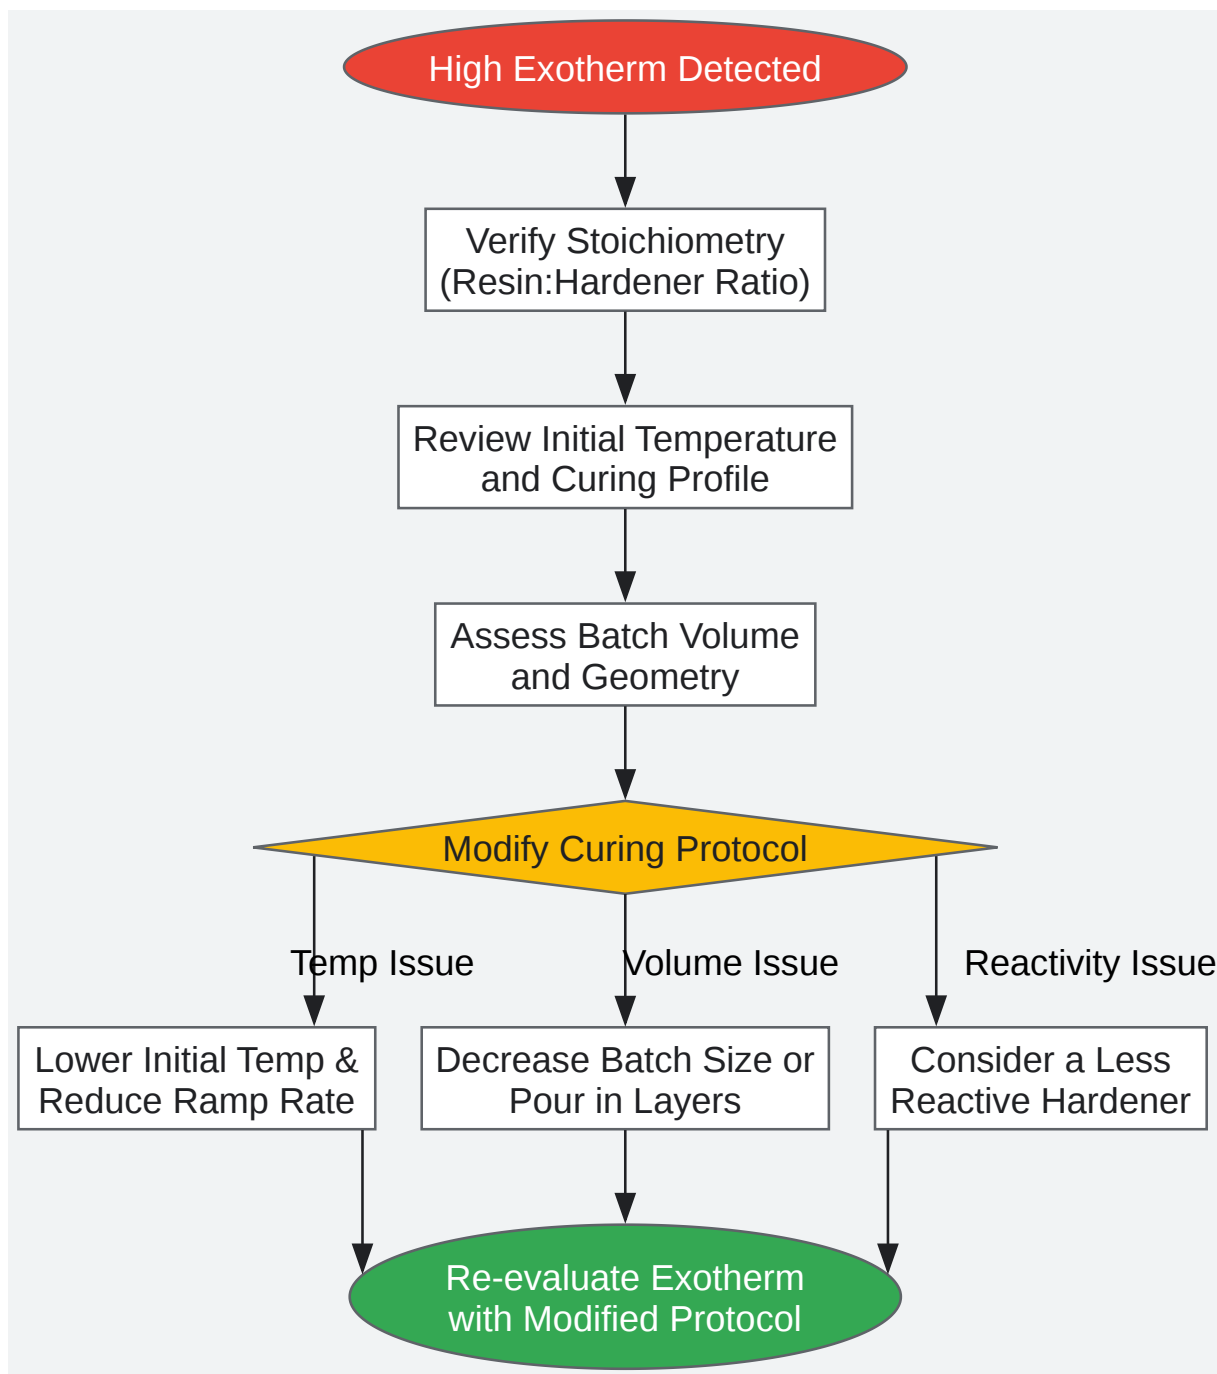 High Exotherm Detected
Verify Stoichiometry
(Resin:Hardener Ratio)
Review Initial Temperature
and Curing Profile
Assess Batch Volume
and Geometry
Modify Curing Protocol
Temp Issue
Volume Issue
Reactivity Issue
Lower Initial Temp &
Reduce Ramp Rate
Decrease Batch Size or
Pour in Layers
Consider a Less
Reactive Hardener
Re-evaluate Exotherm
with Modified Protocol